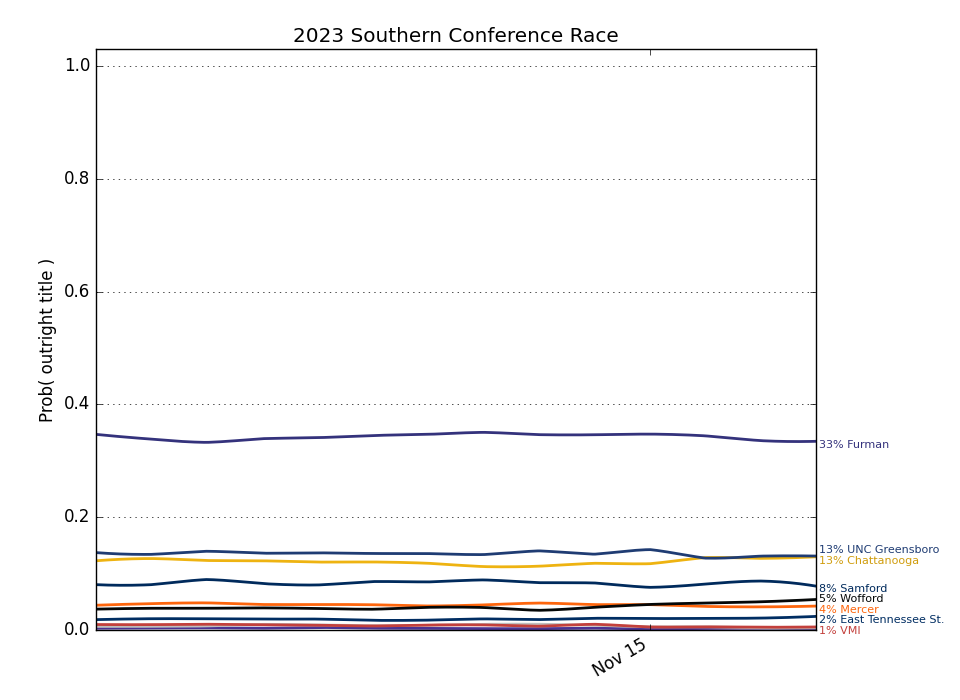 2023 Southern Conference Race
1.0
0.8
0.6
0.4
0.2
0.0
Prob( outright title )
Nov 15
33% Furman
13% UNC Greensboro
13% Chattanooga
8% Samford
5% Wofford
4% Mercer
2% East Tennessee St.
1% VMI